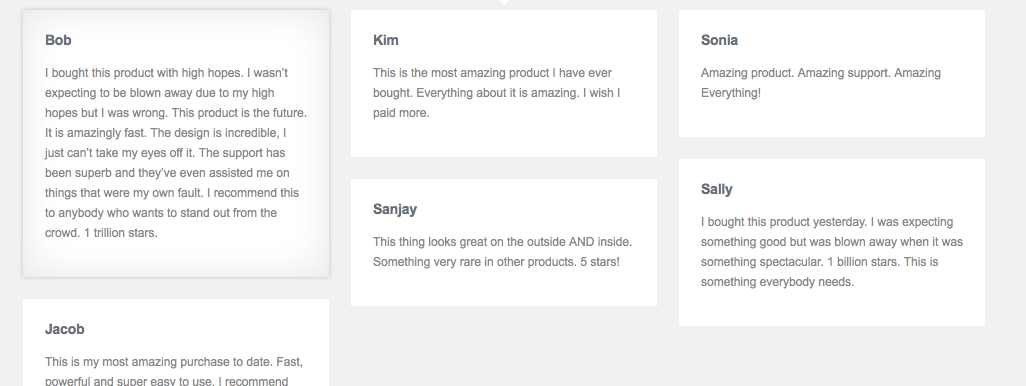 Bob
I bought this product with high hopes. I wasn’t
expecting to be blown away due to my high
hopes but I was wrong. This product is the future.
It is amazingly fast. The design is incredible, I
just can’t take my eyes off it. The support has
been superb and they’ve even assisted me on
things that were my own fault. I recommend this
to anybody who wants to stand out from the
crowd. 1 trillion stars.
Jacob
This is my most amazing purchase to date. Fast,
powerful and super easy to use. I recommend
Kim
This is the most amazing product I have ever
bought. Everything about it is amazing. I wish I
paid more.
Sanjay
This thing looks great on the outside AND inside.
Something very rare in other products. 5 stars!
Sonia
Amazing product. Amazing support. Amazing
Everything!
Sally
I bought this product yesterday. I was expecting
something good but was blown away when it was
something spectacular. 1 billion stars. This is
something everybody needs.